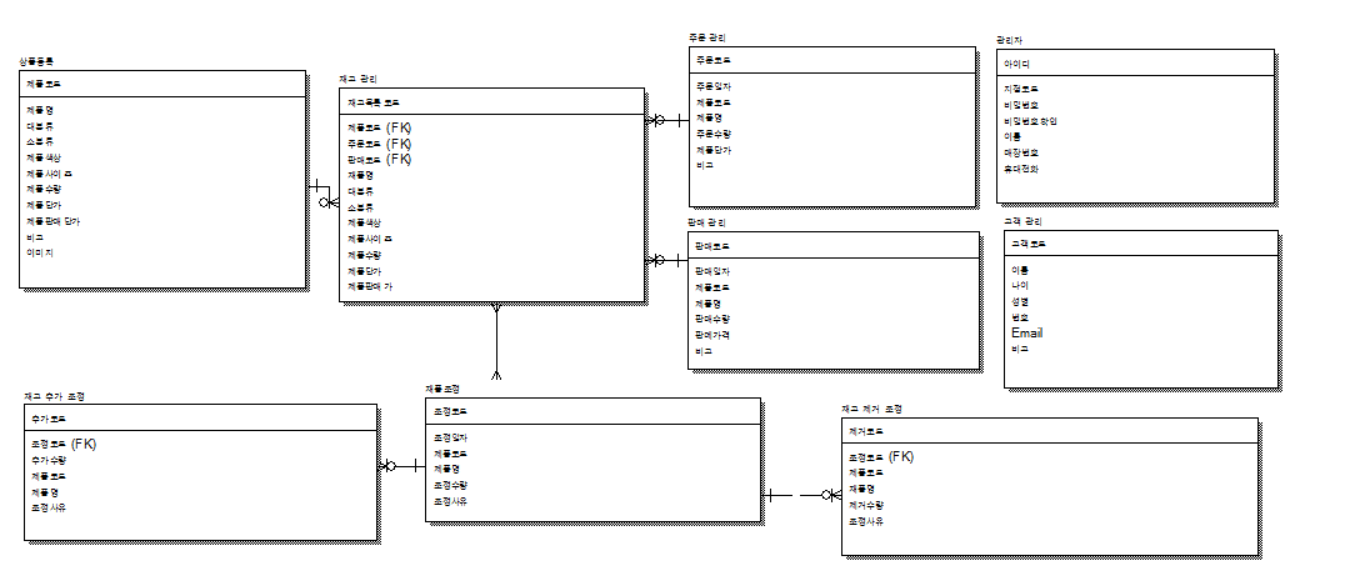 상품등록
제품코드
제품명
대분류
소분류
제품색상
제품사이즈
제품수량
제품단가
제품판매 단가
비고
이미지
재고 관리
재고목록 코드
제품코드 (FK)
주문코드 (FK)
판매코드 (FK)
재품명
대분류
소분류
제품색상
제품사이즈
제품수량
제품단가
제품판매 가
주문 관리
주문코드
주문일자
제품코드
제품명
주문수량
제품단가
비고
관리자
아이디
지점코드
비밀번호
비밀번호 확인
이름
매장번호
휴대전화
판매 관리
판매코드
판매일자
제품코드
제품명
판매수량
판매가격
비고
고객 관리
고객코드
이름
나이
성별
번호
Email
비고
재고 추가 조정
추가코드
조정코드 (FK)
추가수량
제품코드
제품명
조정사유
재품조정
조정코드
조정일자
제품코드
제품명
조정수량
조정사유
재고 제거 조정
제거코드
조정코드 (FK)
제품코드
재품명
제거수량
조정사유